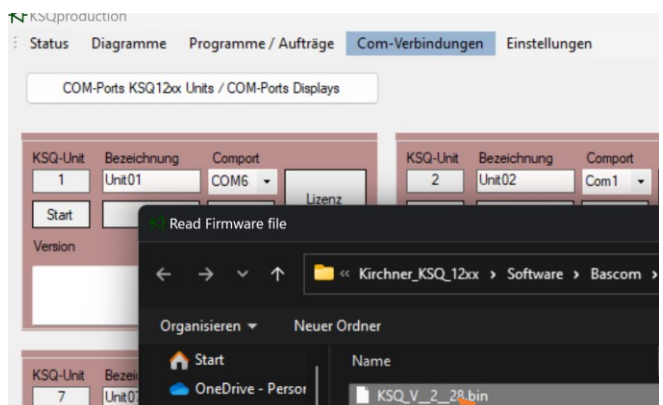 KSQproduction
Status Diagramme Programme / Aufträge Com-Verbindungen Einstellungen
COM-Ports KSQ12xx Units / COM-Ports Displays
KSQ-Unit Bezeichnung Comport
1 Unit01 COM6
Lizenz
Start
Version
KSQ-Unit Bezeichnung Comport
2 Unit02 Com1
Read Firmware file
« Kirchner_KSQ_12xx > Software > Bascom >
Organisieren Neuer Ordner
Start
OneDrive - Persor
Name
KSQ_V__2__28.bin
KSQ-Unit
7